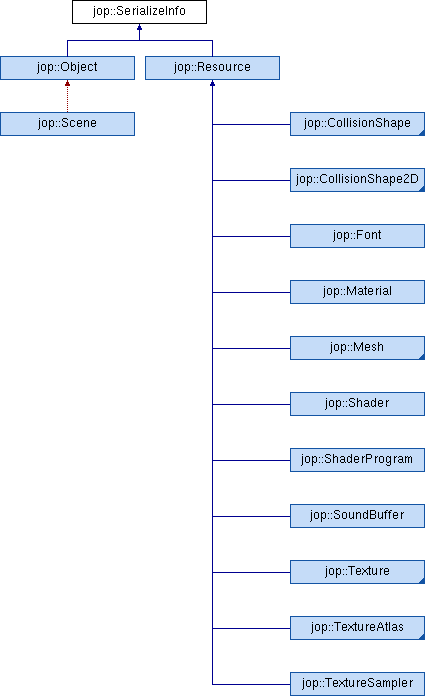 jop::SerializeInfo
jop::Object
jop::Resource
jop::Scene
jop::CollisionShape
jop::CollisionShape2D
jop::Font
jop::Material
jop::Mesh
jop::Shader
jop::ShaderProgram
jop::SoundBuffer
jop::Texture
jop::TextureAtlas
jop::TextureSampler